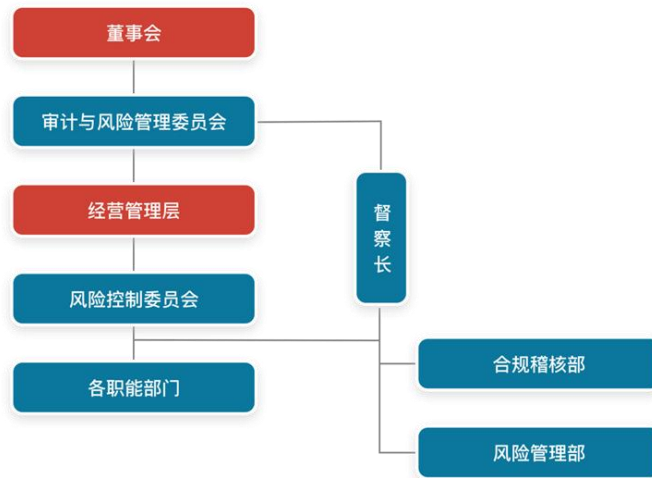 董事会
审计与风险管理委员会
经营管理层
督察长
风险控制委员会
合规稽核部
各职能部门
风险管理部